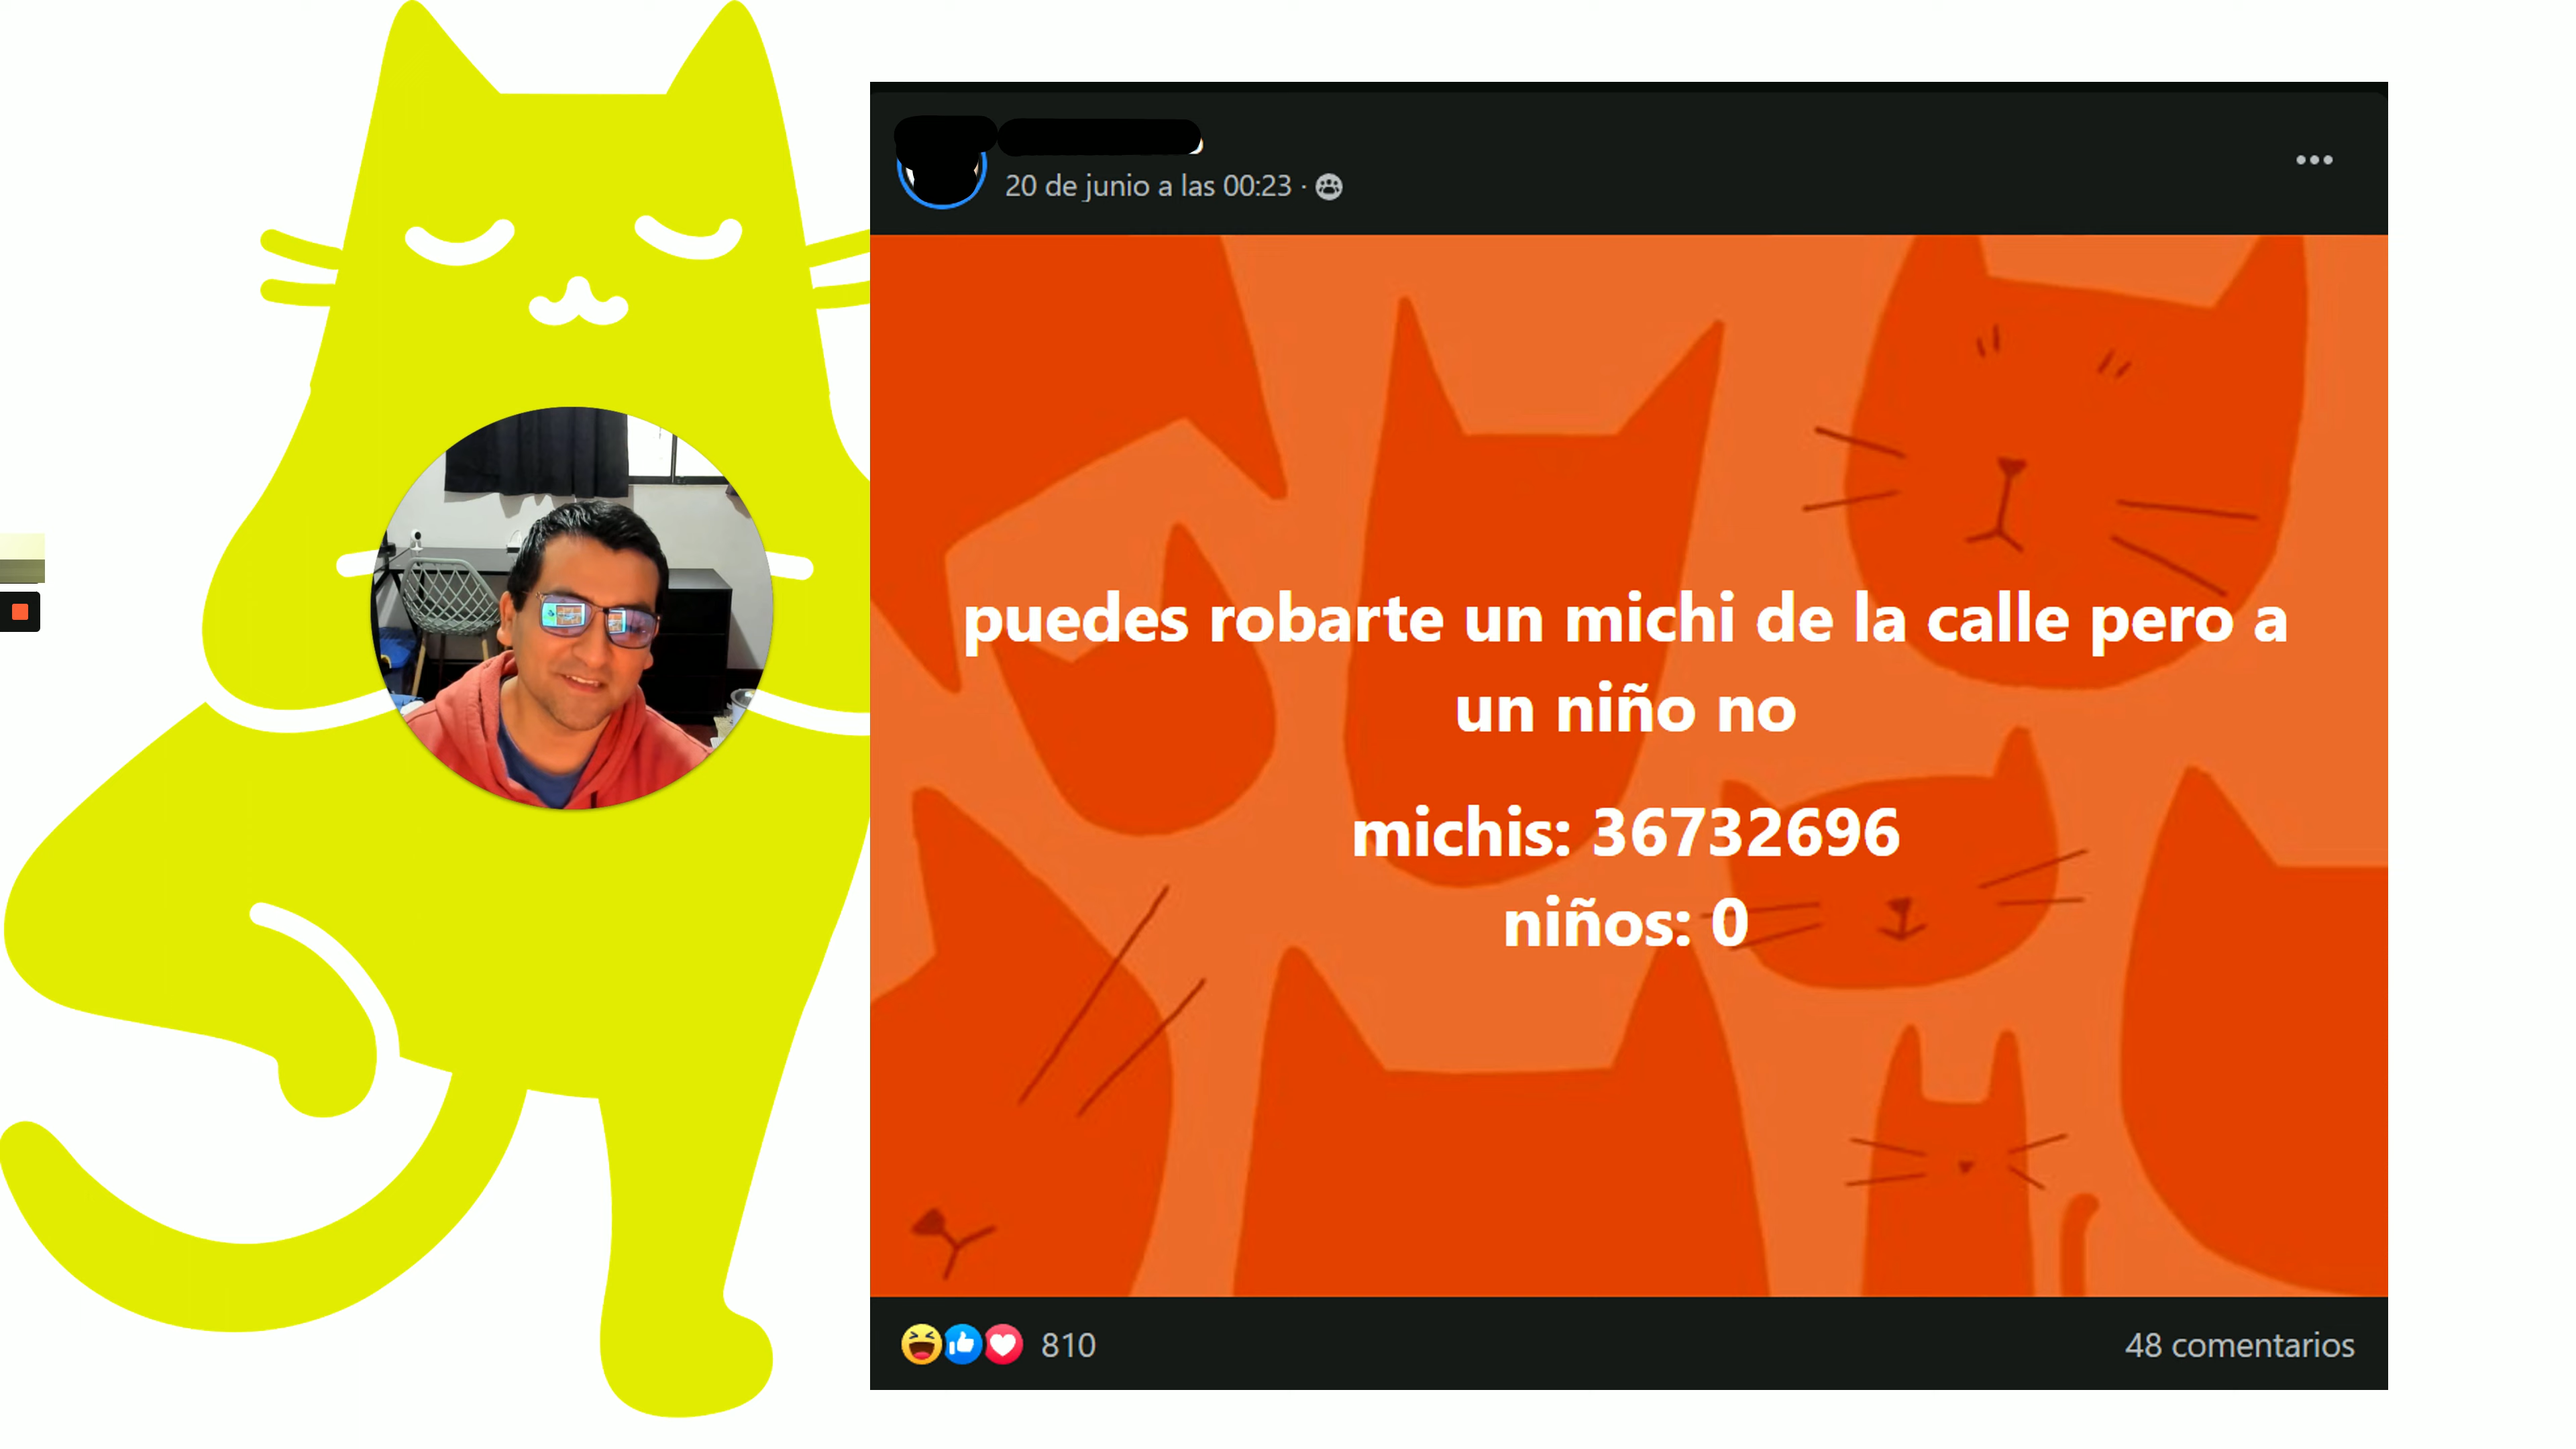 20 de junio a las 00:23 ·
puedes robarte un michi de la calle pero a
un niño no
michis: 36732696
niños: 0
810
48 comentarios